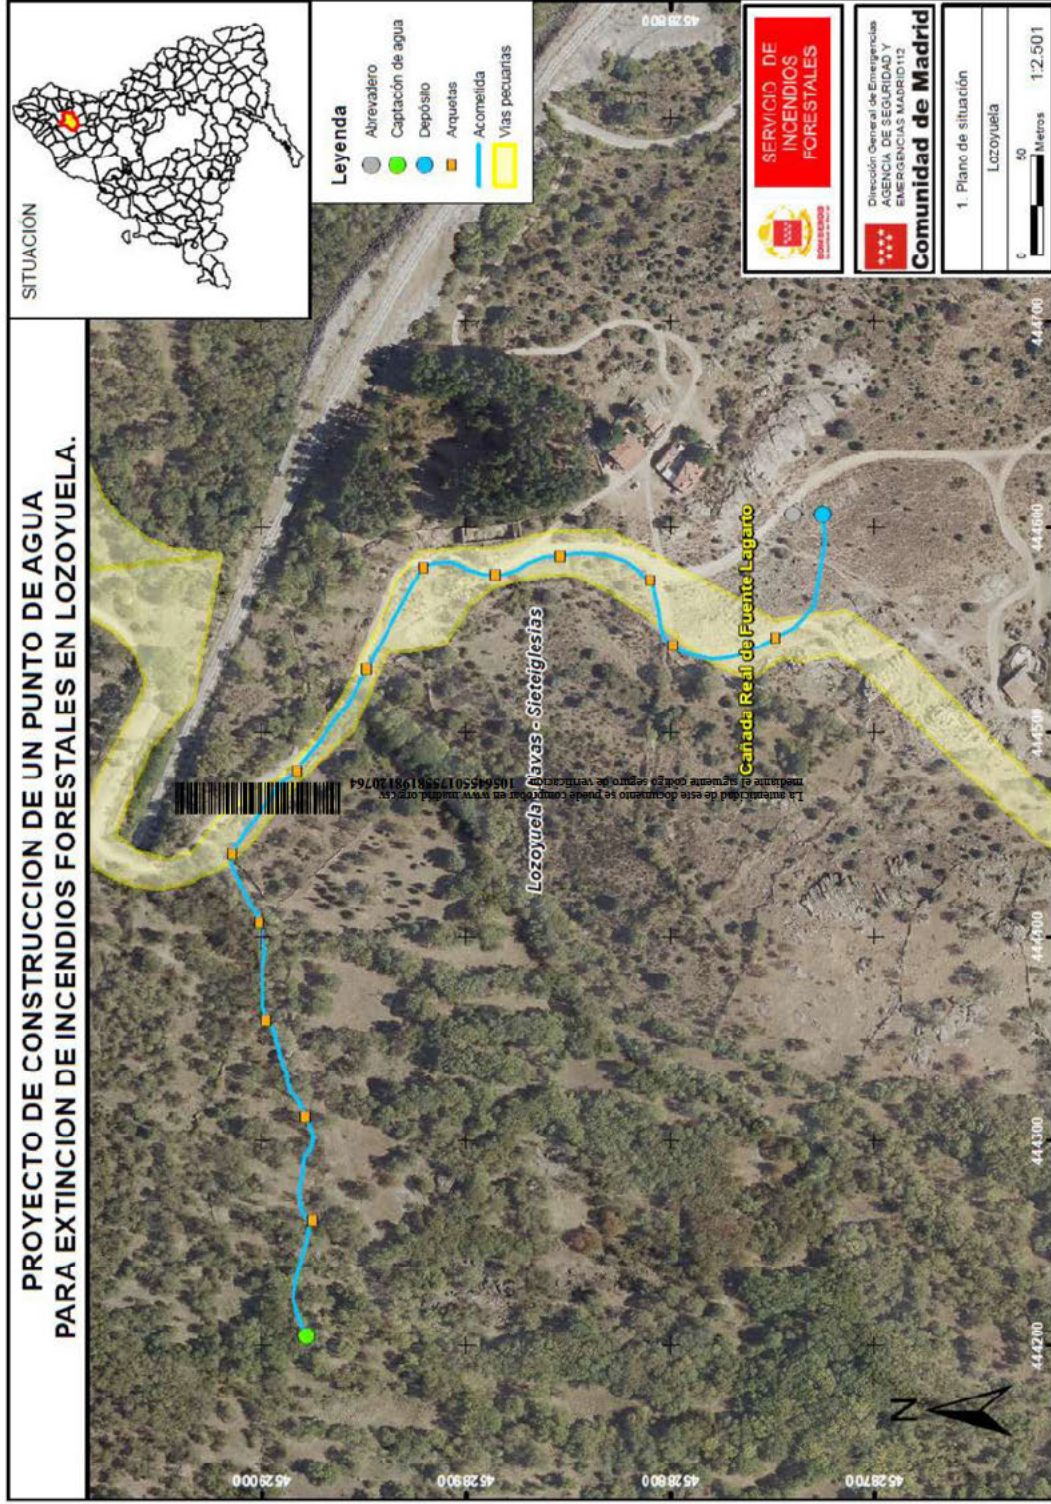 PROYECTO DE CONSTRUCCION DE UN PUNTO DE AGUA
PARA EXTINCION DE INCENDIOS FORESTALES EN LOZOYUELA.
SITUACIÓN
Leyenda
Abrevadero
Captación de agua
Depósito
Arquetas
Acometida
Vías pecuarias
4529000
4528900
4528800
4528700
4528800
Lozoyuela Navas - Sieteiglesias
Cañada Real de Fuente Lagarto
La autenticidad de este documento se puede comprobar en www.madrid.org/csv
mediante el siguiente código seguro de verificación:
N
444200
444300
444400
444500
444600
444700
BOMBEROS
SERVICIO DE
INCENDIOS
FORESTALES
Dirección General de Emergencias
AGENCIA DE SEGURIDAD Y
EMERGENCIAS MADRID112
Comunidad de Madrid
1. Plano de situación
Lozoyuela
0 50
Metros
1:2.501